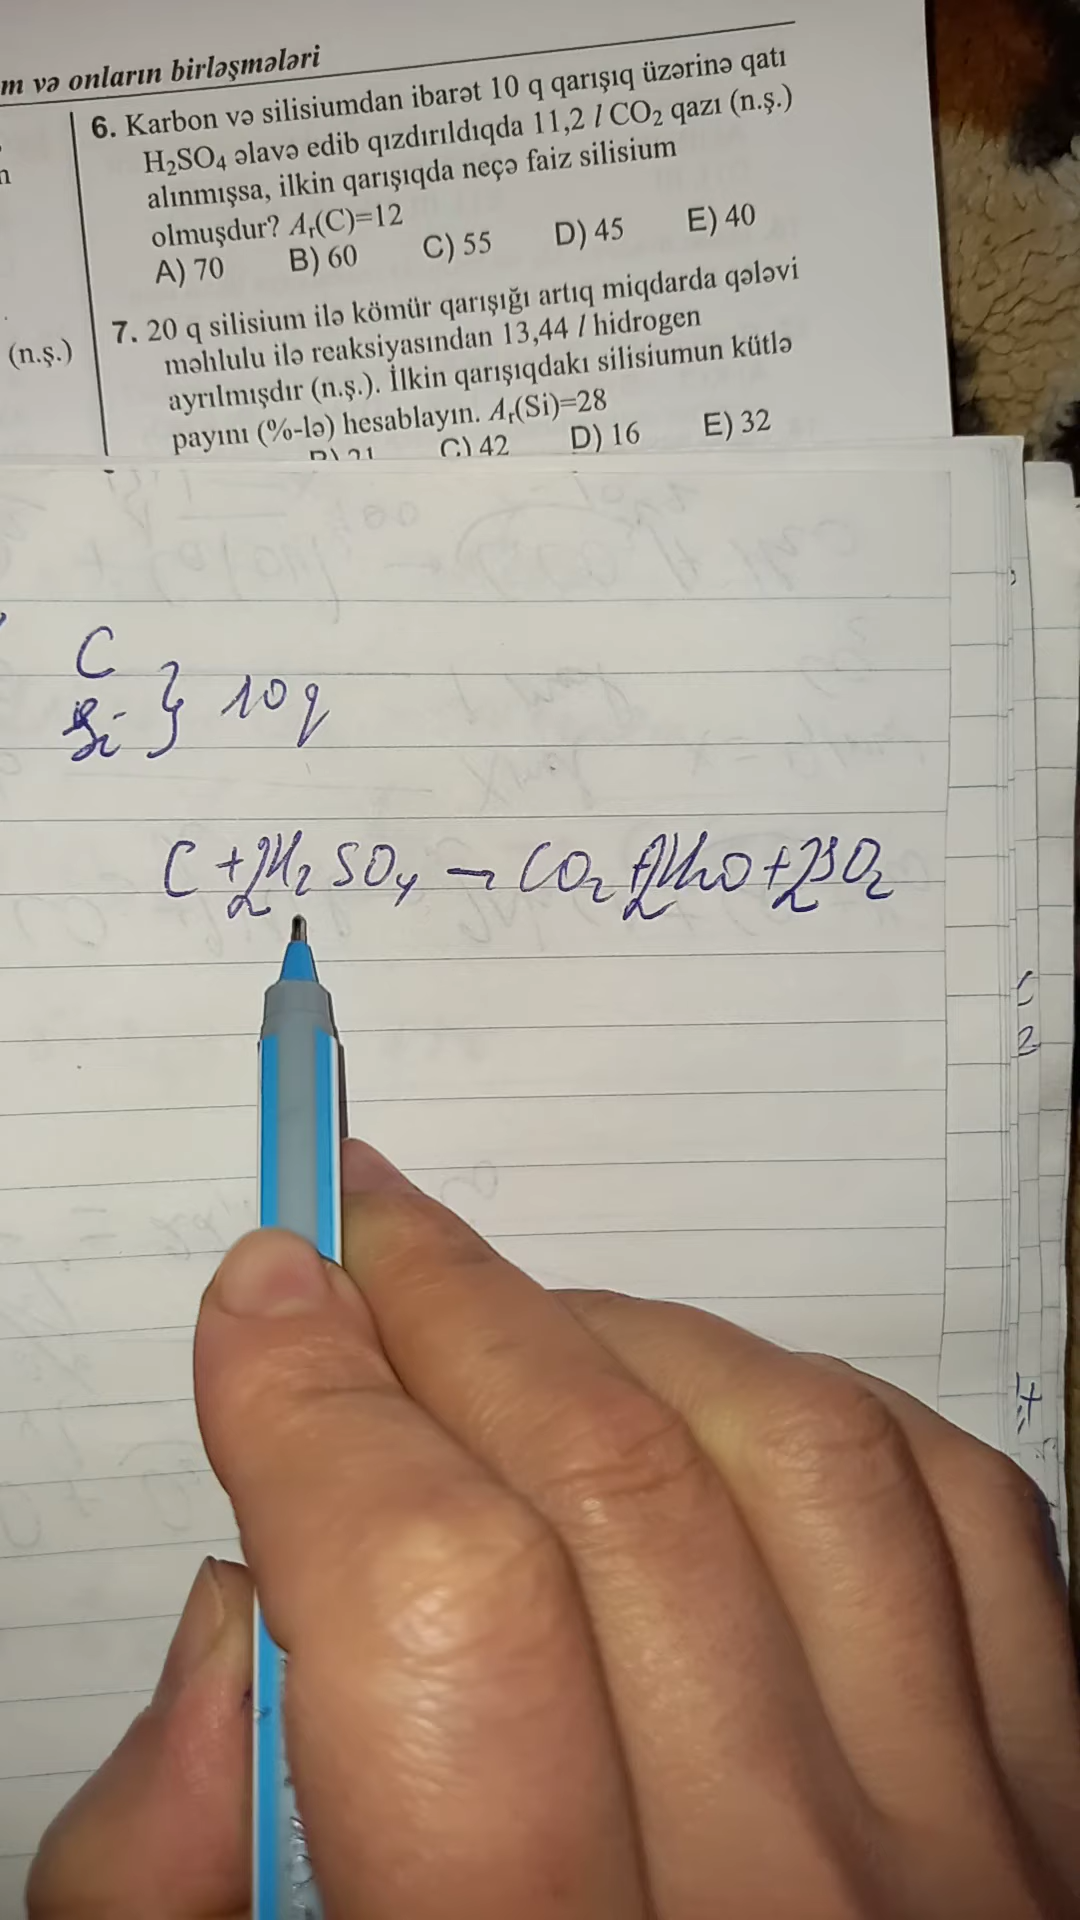 m və onların birləşmələri
6. Karbon və silisiumdan ibarət 10 q qarışıq üzərinə qatı
H₂SO₄ əlavə edib qızdırıldıqda 11,2 l CO₂ qazı (n.ş.)
alınmışsa, ilkin qarışıqda neçə faiz silisium
olmuşdur? Aᵣ(C)=12
A) 70 B) 60 C) 55 D) 45 E) 40
(n.ş.)
7. 20 q silisium ilə kömür qarışığı artıq miqdarda qələvi
məhlulu ilə reaksiyasından 13,44 l hidrogen
ayrılmışdır (n.ş.). İlkin qarışıqdakı silisiumun kütlə
payını (%-lə) hesablayın. Aᵣ(Si)=28
C) 42 D) 16 E) 32
C
Si } 10 q
C + 2H₂SO₄ → CO₂ + 2H₂O + 2SO₂